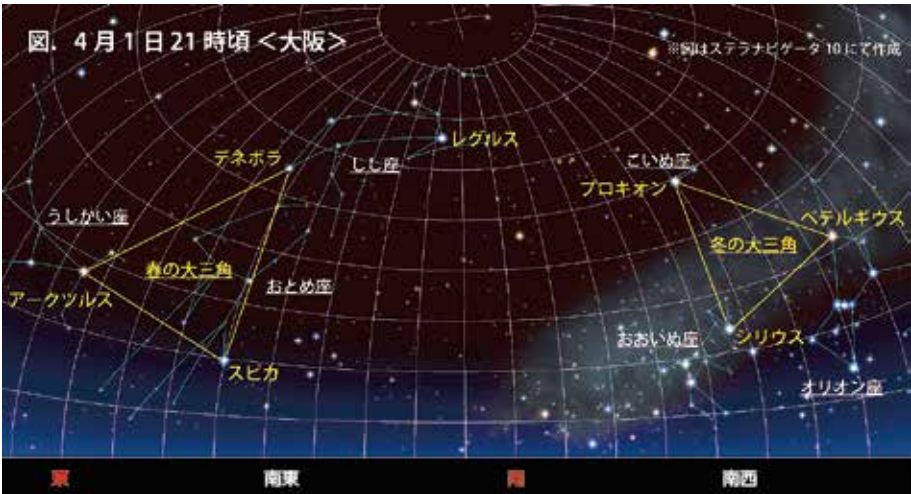 図. 4月1日21時頃 <大阪>
※図はステラナビゲータ10にて作成
レグルス
デネボラ
しし座
こいぬ座
プロキオン
うしかい座
ベテルギウス
冬の大三角
春の大三角
おとめ座
アークツルス
おおいぬ座
シリウス
スピカ
オリオン座
東
南東
南
南西